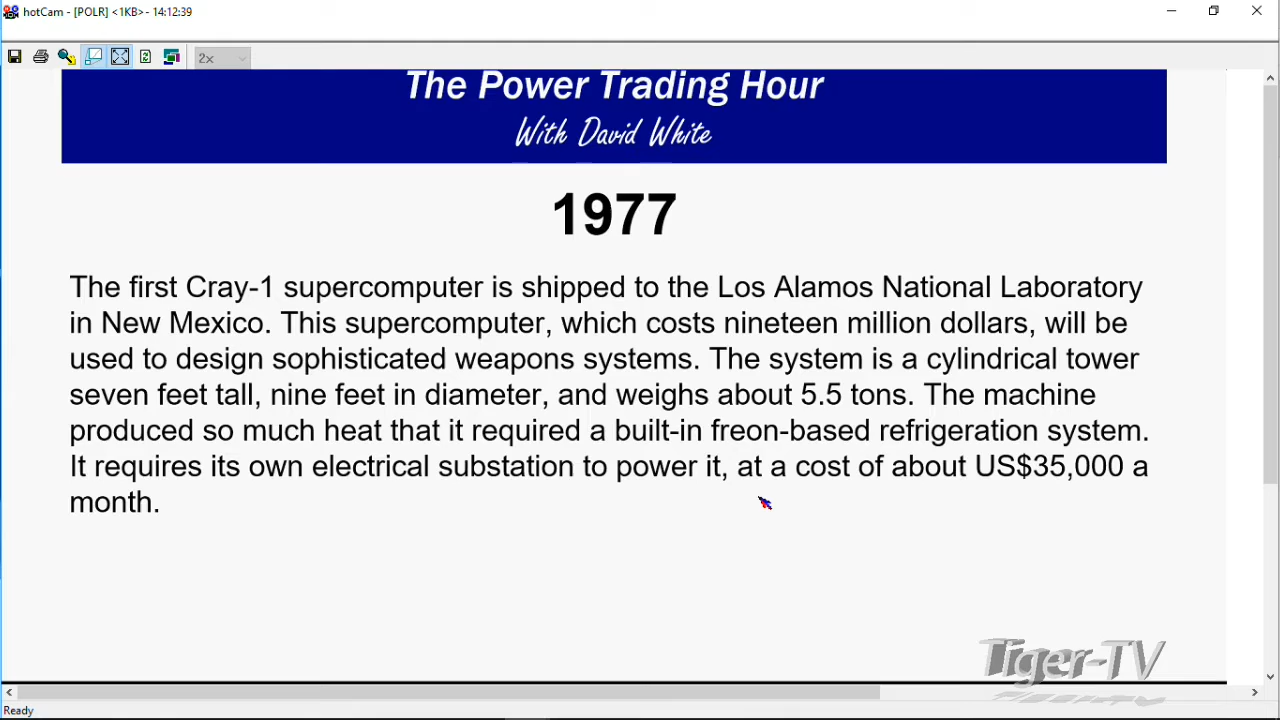 hotCam - [POLR] <1KB> - 14:12:39
2x
The Power Trading Hour
With David White
1977
The first Cray-1 supercomputer is shipped to the Los Alamos National Laboratory
in New Mexico. This supercomputer, which costs nineteen million dollars, will be
used to design sophisticated weapons systems. The system is a cylindrical tower
seven feet tall, nine feet in diameter, and weighs about 5.5 tons. The machine
produced so much heat that it required a built-in freon-based refrigeration system.
It requires its own electrical substation to power it, at a cost of about US$35,000 a
month.
Tiger-TV
Ready